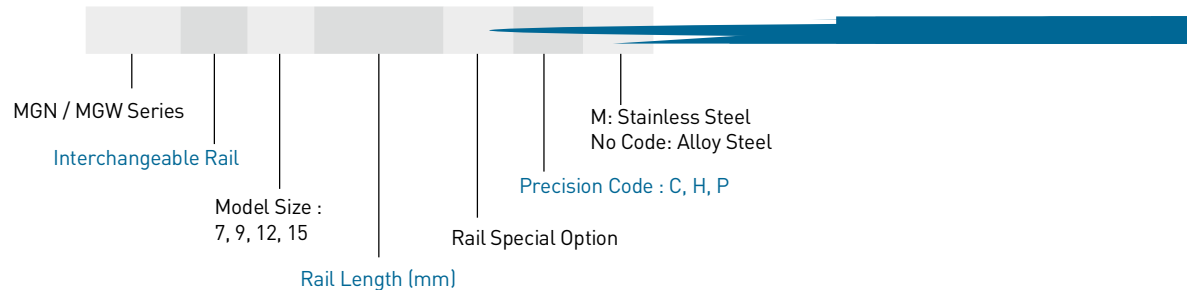 MGN / MGW Series
Interchangeable Rail
Model Size :
7, 9, 12, 15
Rail Length (mm)
Rail Special Option
Precision Code : C, H, P
M: Stainless Steel
No Code: Alloy Steel